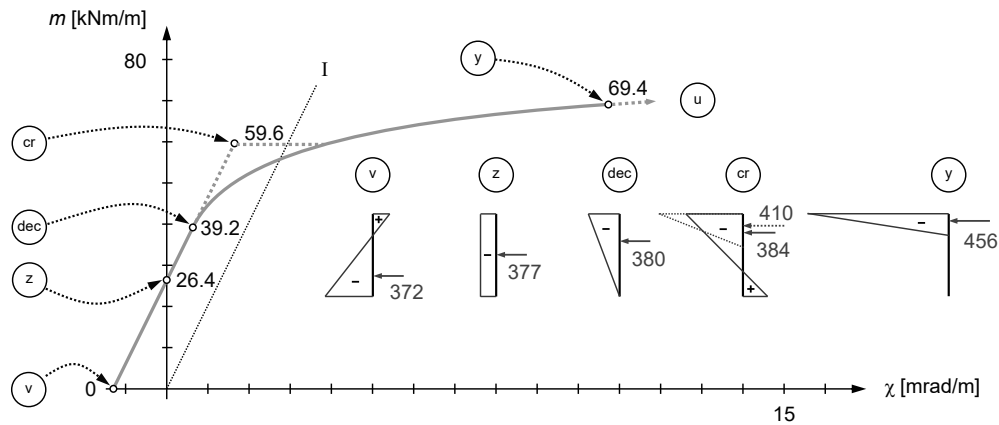 m [kNm/m]
80
I
y
69.4
u
cr
59.6
v
z
dec
cr
y
dec
39.2
+
-
372
-
377
-
380
-
410
384
+
-
456
z
26.4
v
0
15
χ [mrad/m]